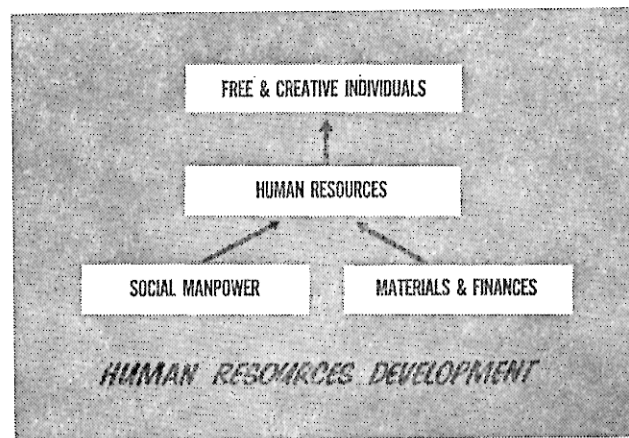 FREE & CREATIVE INDIVIDUALS
HUMAN RESOURCES
SOCIAL MANPOWER
MATERIALS & FINANCES
HUMAN RESOURCES DEVELOPMENT